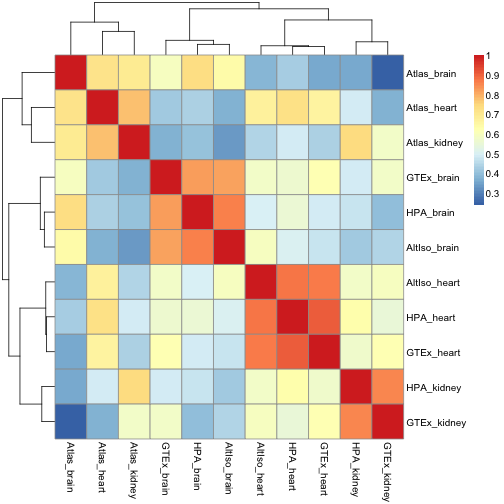 1
0.9
0.8
0.7
0.6
0.5
0.4
0.3
Atlas_brain
Atlas_heart
Atlas_kidney
GTEx_brain
HPA_brain
AltIso_brain
AltIso_heart
HPA_heart
GTEx_heart
HPA_kidney
GTEx_kidney
Atlas_brain
Atlas_heart
Atlas_kidney
GTEx_brain
HPA_brain
AltIso_brain
AltIso_heart
HPA_heart
GTEx_heart
HPA_kidney
GTEx_kidney